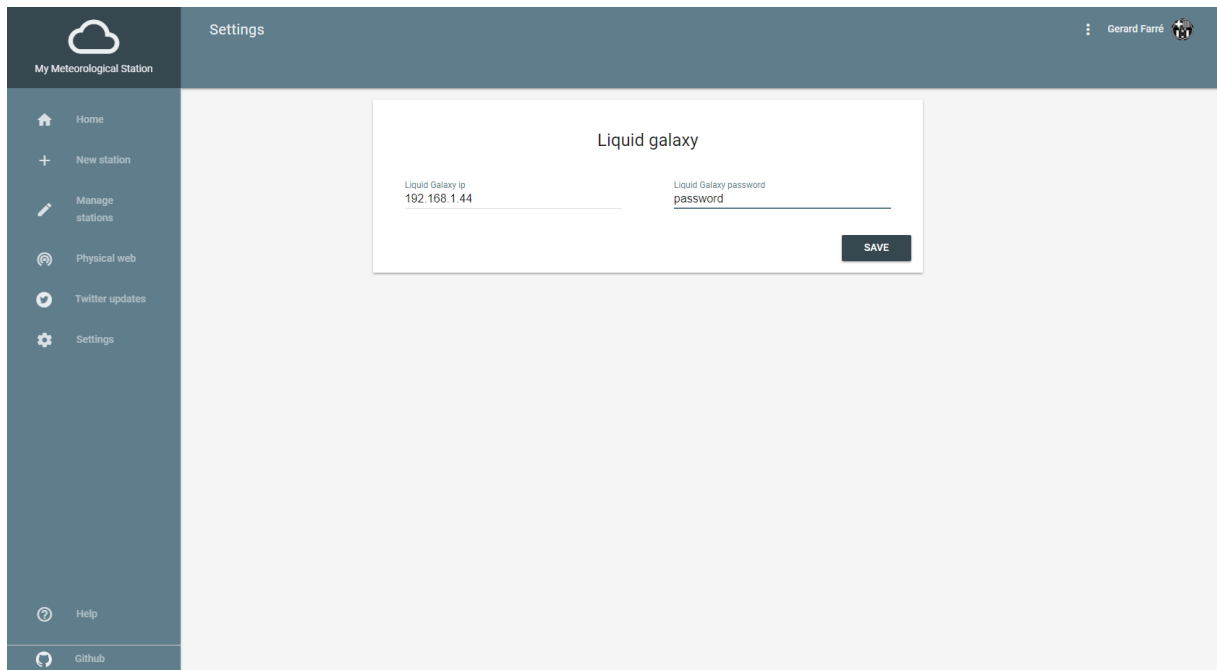 My Meteorological Station
Settings
Gerard Farré
Home
New station
Manage
stations
Physical web
Twitter updates
Settings
Help
Github
Liquid galaxy
Liquid Galaxy ip
192.168.1.44
Liquid Galaxy password
password
SAVE